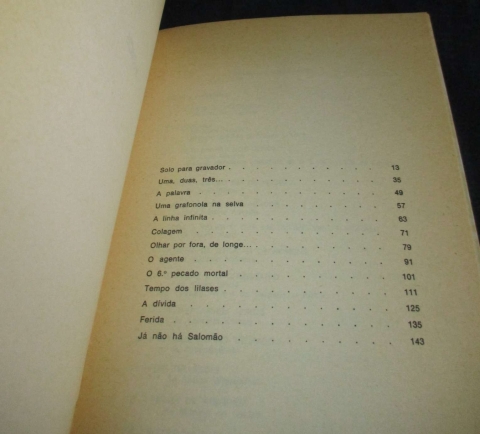 Solo para gravador . . . . . . . . . . 13
Uma, duas, três... . . . . . . . . . . 35
A palavra . . . . . . . . . . . 49
Uma grafonola na selva . . . . . . . . . 57
A linha infinita . . . . . . . . . . 63
Colagem . . . . . . . . . . . 71
Olhar por fora, de longe... . . . . . . . . 79
O agente . . . . . . . . . . . 91
O 6.º pecado mortal . . . . . . . . . 101
Tempo dos lilases . . . . . . . . . . 111
A dívida . . . . . . . . . . . 125
Ferida . . . . . . . . . . . 135
Já não há Salomão . . . . . . . . . 143